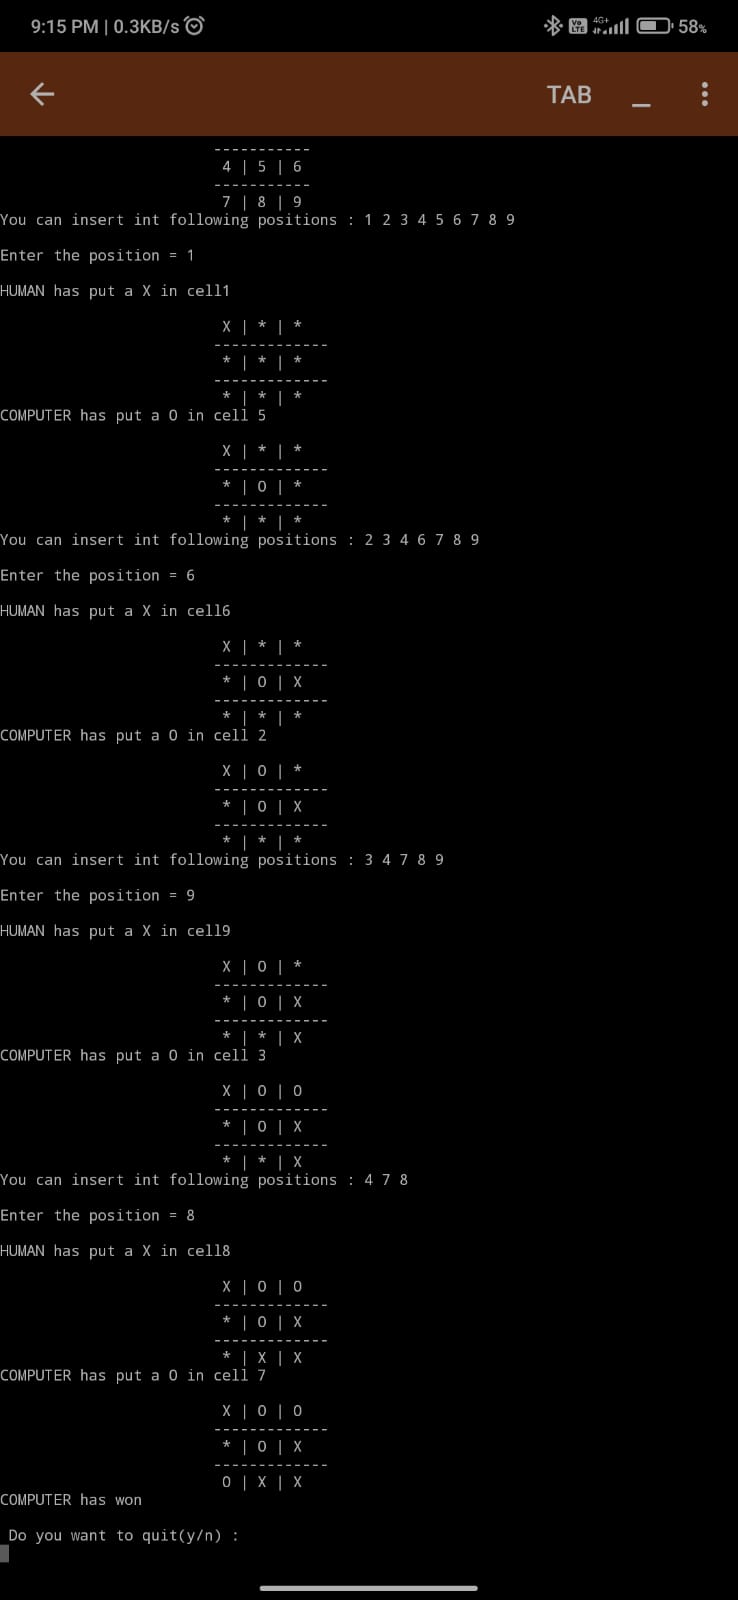 9:15 PM | 0.3KB/s
Vo LTE 4G+ 58%
TAB
-----------
4 | 5 | 6
-----------
7 | 8 | 9
You can insert int following positions : 1 2 3 4 5 6 7 8 9
Enter the position = 1
HUMAN has put a X in cell1
X | * | *
-------------
* | * | *
-------------
* | * | *
COMPUTER has put a O in cell 5
X | * | *
-------------
* | O | *
-------------
* | * | *
You can insert int following positions : 2 3 4 6 7 8 9
Enter the position = 6
HUMAN has put a X in cell6
X | * | *
-------------
* | O | X
-------------
* | * | *
COMPUTER has put a O in cell 2
X | O | *
-------------
* | O | X
-------------
* | * | *
You can insert int following positions : 3 4 7 8 9
Enter the position = 9
HUMAN has put a X in cell9
X | O | *
-------------
* | O | X
-------------
* | * | X
COMPUTER has put a O in cell 3
X | O | O
-------------
* | O | X
-------------
* | * | X
You can insert int following positions : 4 7 8
Enter the position = 8
HUMAN has put a X in cell8
X | O | O
-------------
* | O | X
-------------
* | X | X
COMPUTER has put a O in cell 7
X | O | O
-------------
* | O | X
-------------
O | X | X
COMPUTER has won
Do you want to quit(y/n) :